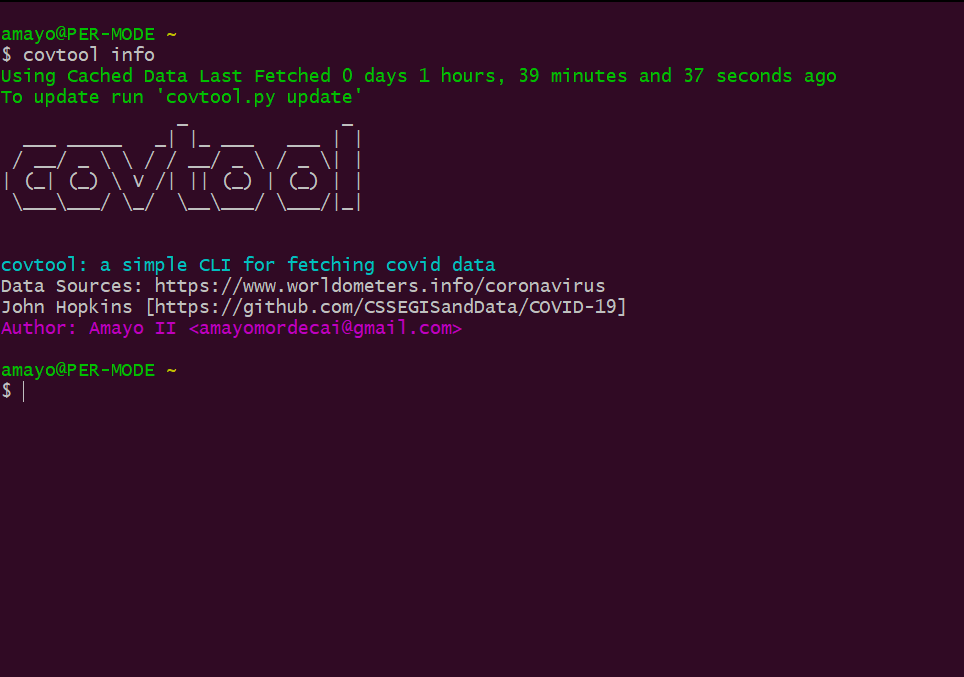 amayo@PER-MODE ~
$ covtool info
Using Cached Data Last Fetched 0 days 1 hours, 39 minutes and 37 seconds ago
To update run 'covtool.py update'
covtool
covtool: a simple CLI for fetching covid data
Data Sources: https://www.worldometers.info/coronavirus
John Hopkins [https://github.com/CSSEGISandData/COVID-19]
Author: Amayo II <amayomordecai@gmail.com>
amayo@PER-MODE ~
$